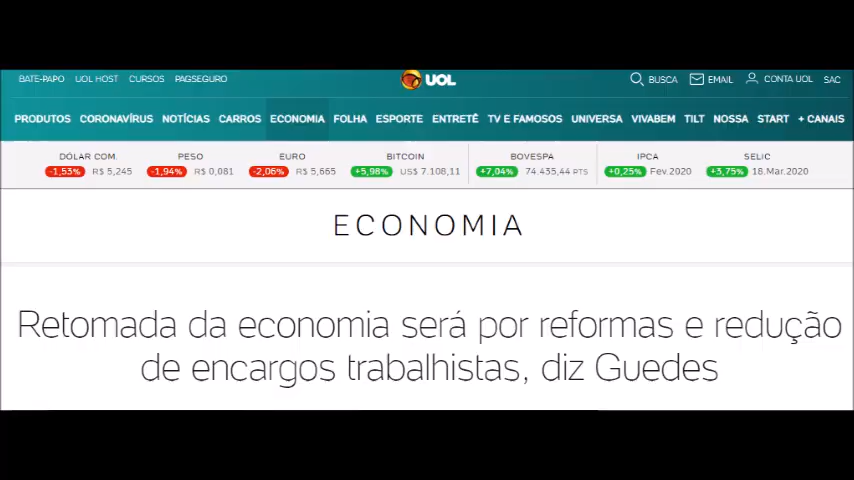 BATE-PAPO UOL HOST CURSOS PAGSEGURO UOL BUSCA EMAIL CONTA UOL SAC
PRODUTOS CORONAVÍRUS NOTÍCIAS CARROS ECONOMIA FOLHA ESPORTE ENTRETÊ TV E FAMOSOS UNIVERSA VIVABEM TILT NOSSA START + CANAIS
DÓLAR COM. PESO EURO BITCOIN BOVESPA IPCA SELIC
-1,53% R$ 5,245 -1,94% R$ 0,081 -2,06% R$ 5,665 +5,98% US$ 7.108,11 +7,04% 74.435,44 PTS +0,25% Fev.2020 +3,75% 18.Mar.2020
ECONOMIA
Retomada da economia será por reformas e redução
de encargos trabalhistas, diz Guedes